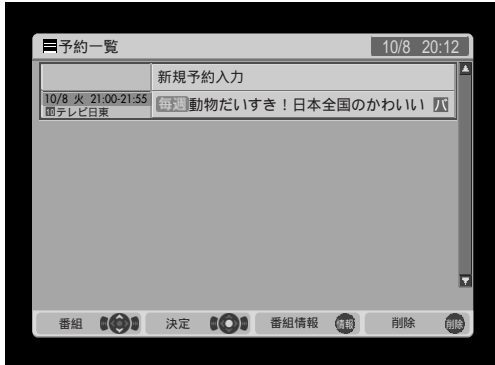 予約一覧 10/8 20:12
新規予約入力
10/8 火 21:00-21:55 毎週 動物だいすき!日本全国のかわいい バ
テレビ日東
番組 決定 番組情報 情報 削除 削除